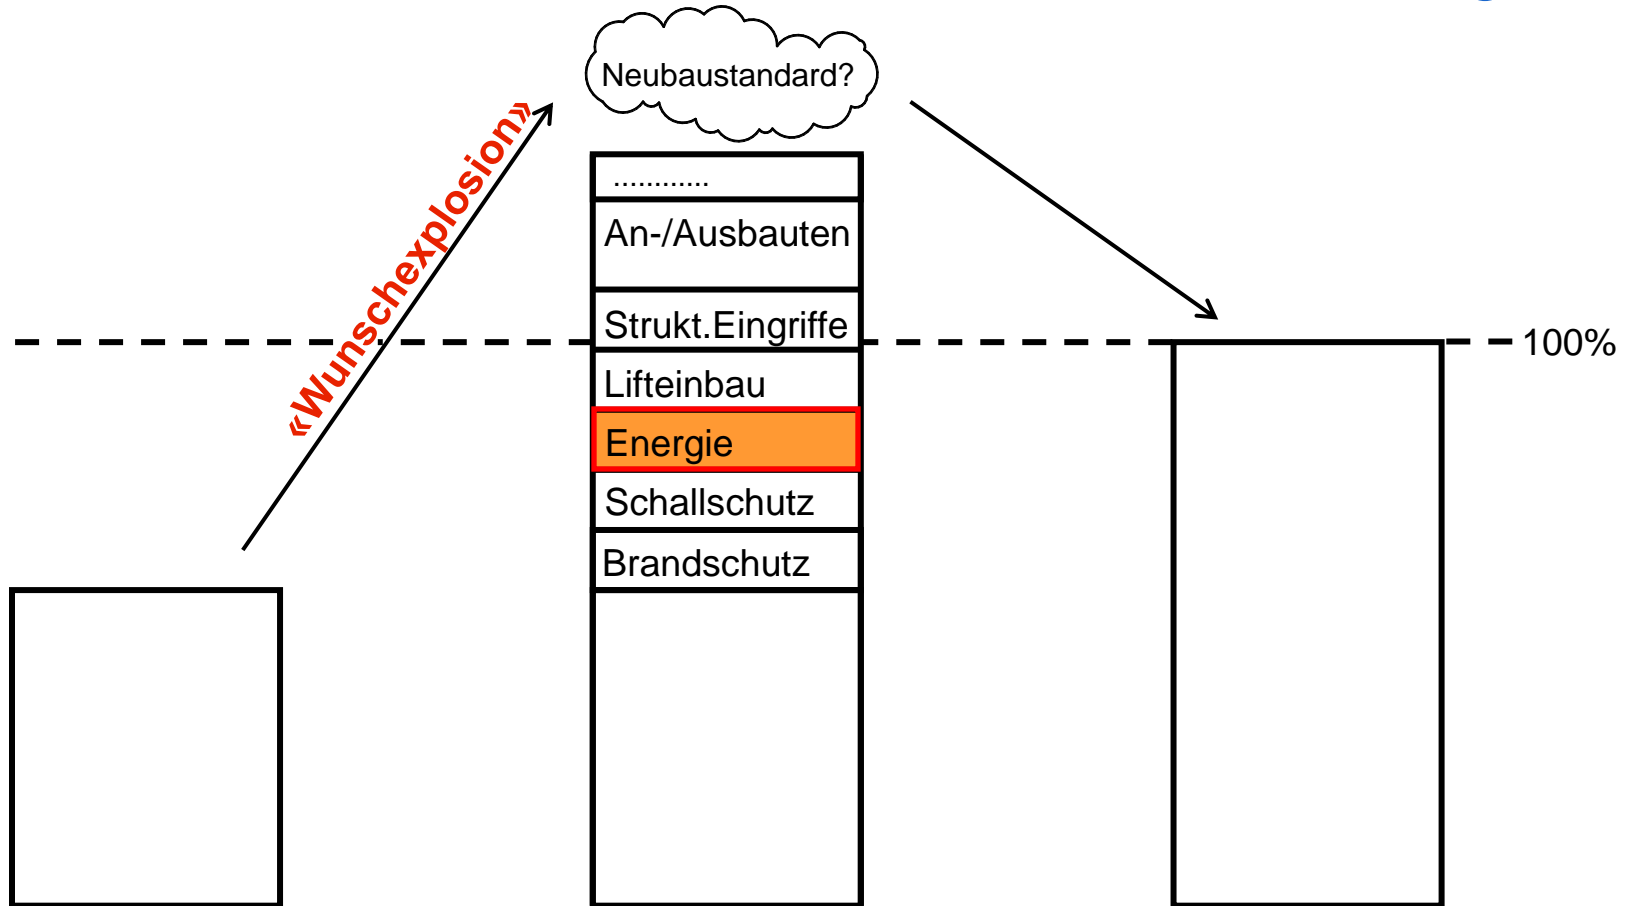 Neubaustandard?
«Wunschexplosion»
............
An-/Ausbauten
Strukt.Eingriffe
100%
Lifteinbau
Energie
Schallschutz
Brandschutz